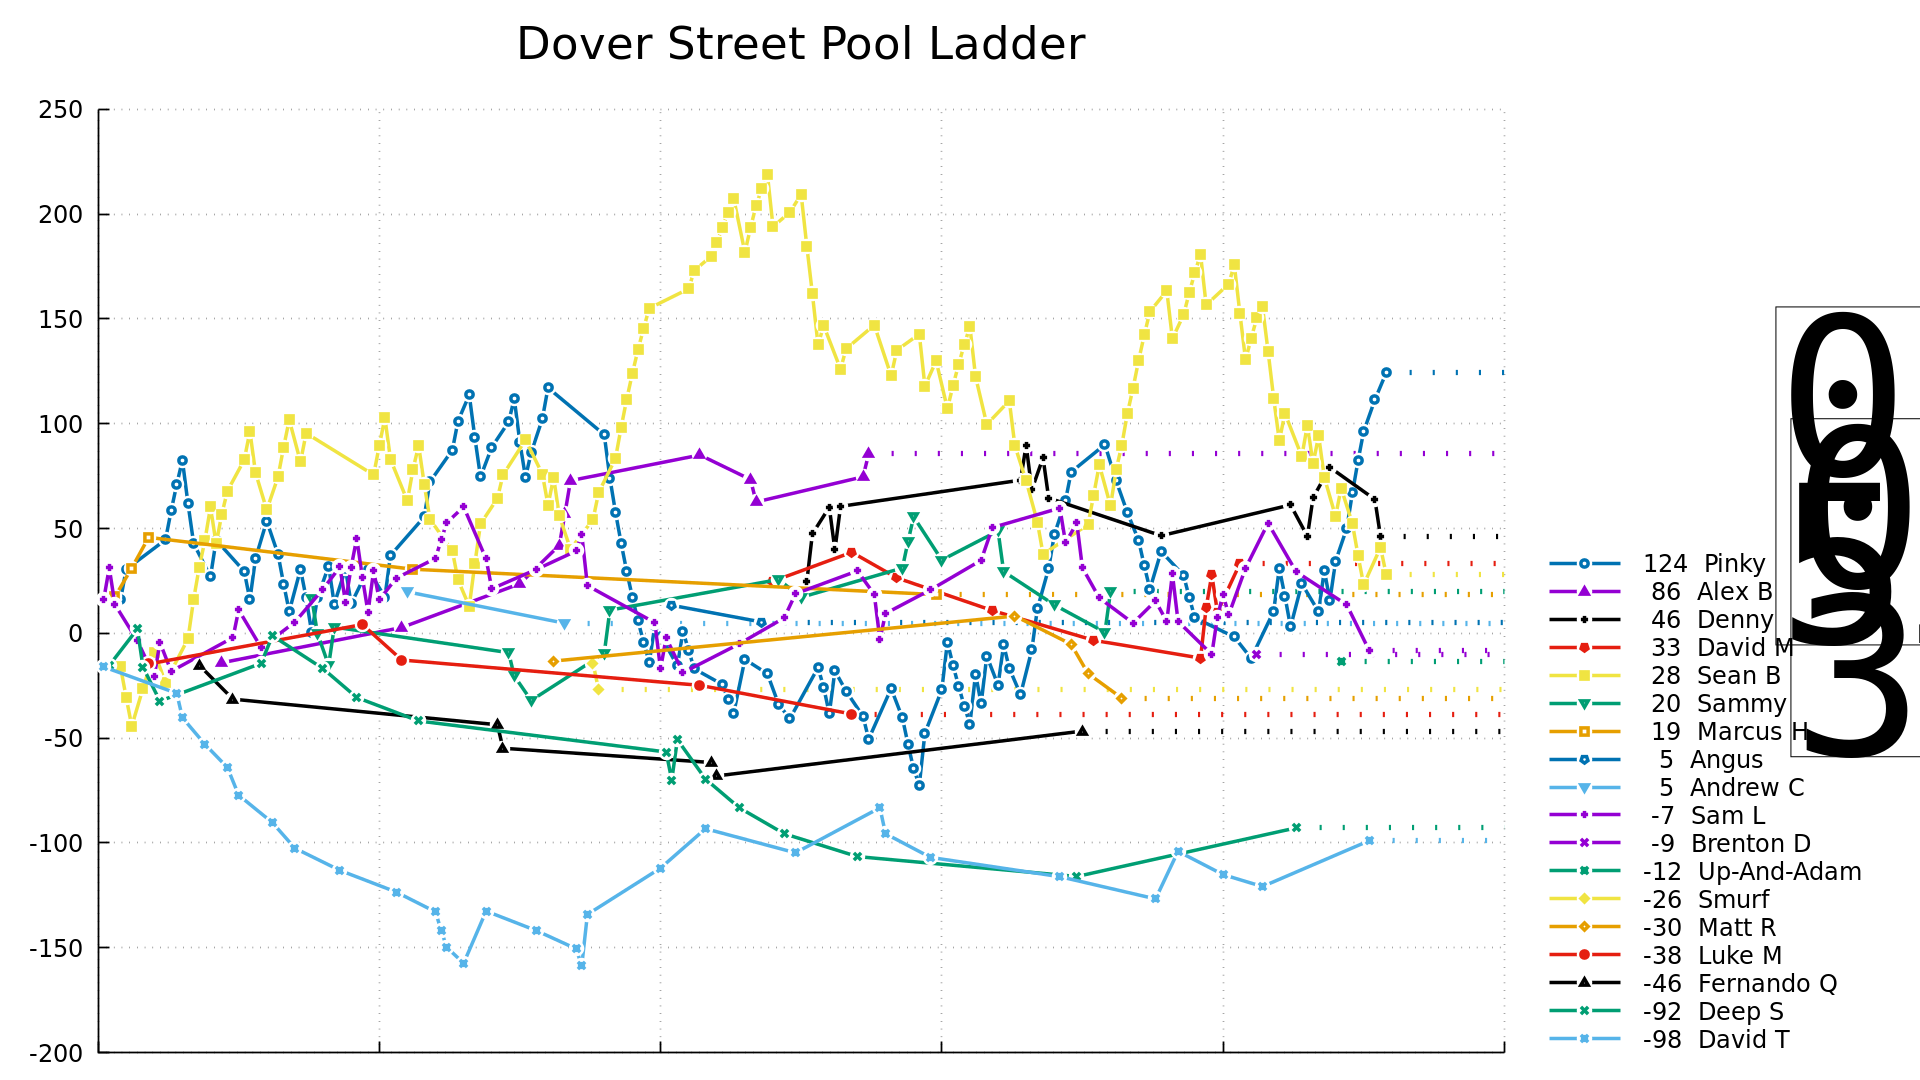 Dover Street Pool Ladder
250
200
150
100
50
0
-50
-100
-150
-200
124 Pinky
86 Alex B
46 Denny
33 David M
28 Sean B
20 Sammy
19 Marcus H
5 Angus
5 Andrew C
-7 Sam L
-9 Brenton D
-12 Up-And-Adam
-26 Smurf
-30 Matt R
-38 Luke M
-46 Fernando Q
-92 Deep S
-98 David T